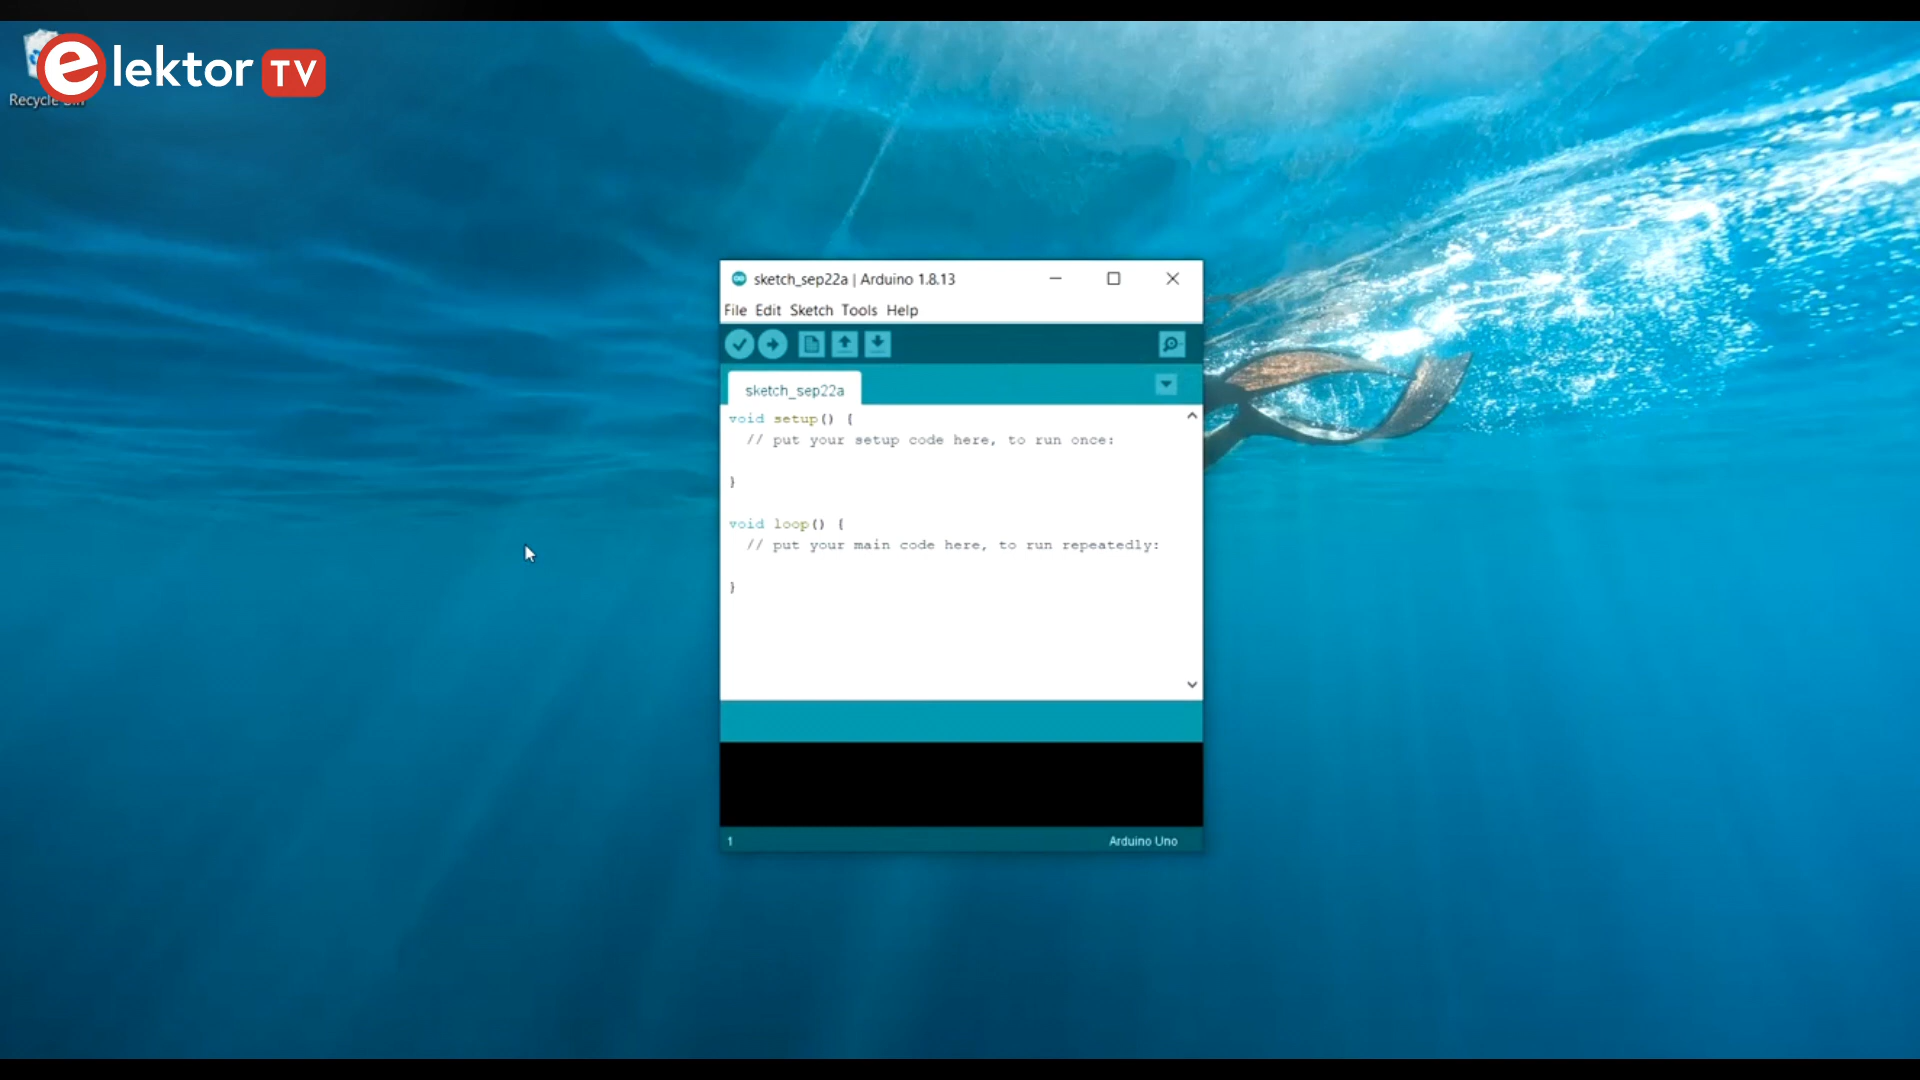 elektor TV
Recycle Bin
sketch_sep22a | Arduino 1.8.13
File Edit Sketch Tools Help
sketch_sep22a
void setup() {
// put your setup code here, to run once:
}
void loop() {
// put your main code here, to run repeatedly:
}
1
Arduino Uno